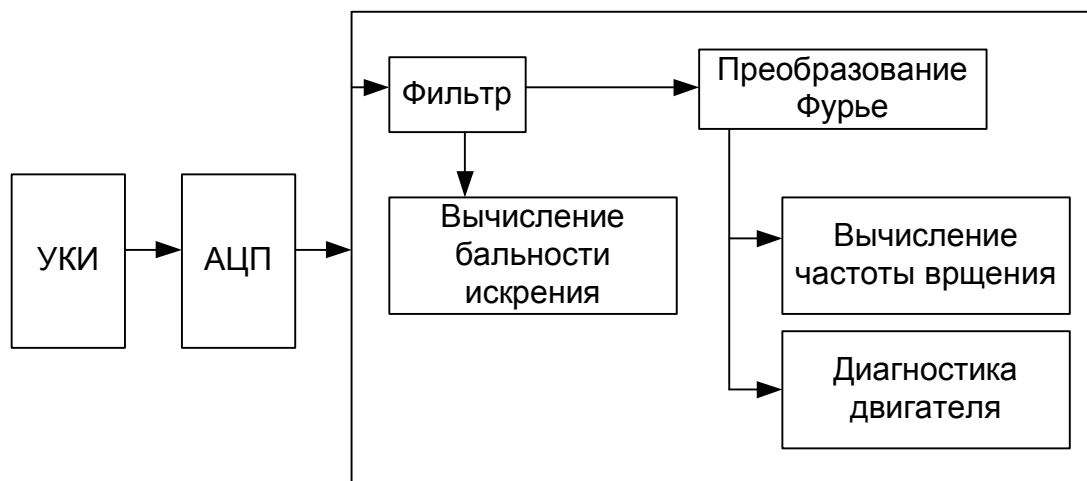 Фильтр
Преобразование
Фурье
УКИ
АЦП
Вычисление
бальности
искрения
Вычисление
частоты врщения
Диагностика
двигателя